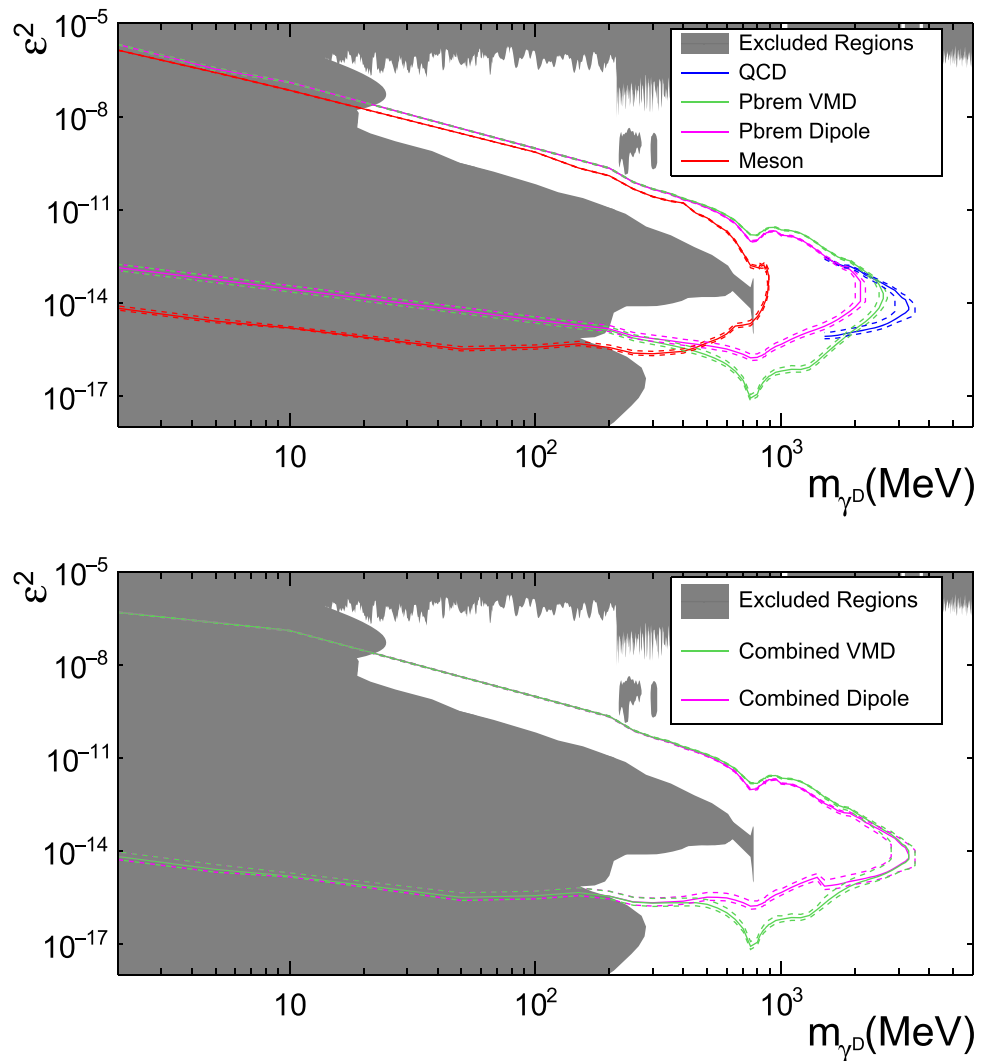 ε²
10⁻⁵
10⁻⁸
10⁻¹¹
10⁻¹⁴
10⁻¹⁷
Excluded Regions
QCD
Pbrem VMD
Pbrem Dipole
Meson
10 10² 10³
m_γᴰ(MeV)
ε²
10⁻⁵
10⁻⁸
10⁻¹¹
10⁻¹⁴
10⁻¹⁷
Excluded Regions
Combined VMD
Combined Dipole
10 10² 10³
m_γᴰ(MeV)